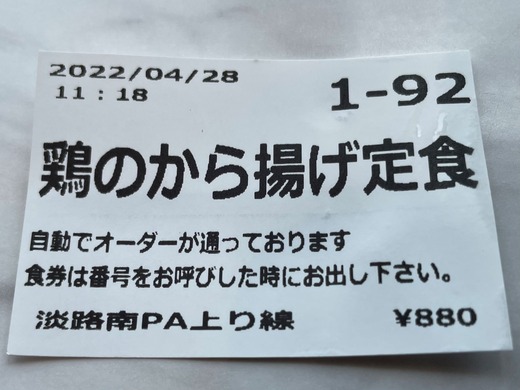 2022/04/28
11：18
1-92
鶏のから揚げ定食
自動でオーダーが通っております
食券は番号をお呼びした時にお出し下さい。
淡路南PA上り線 ¥880